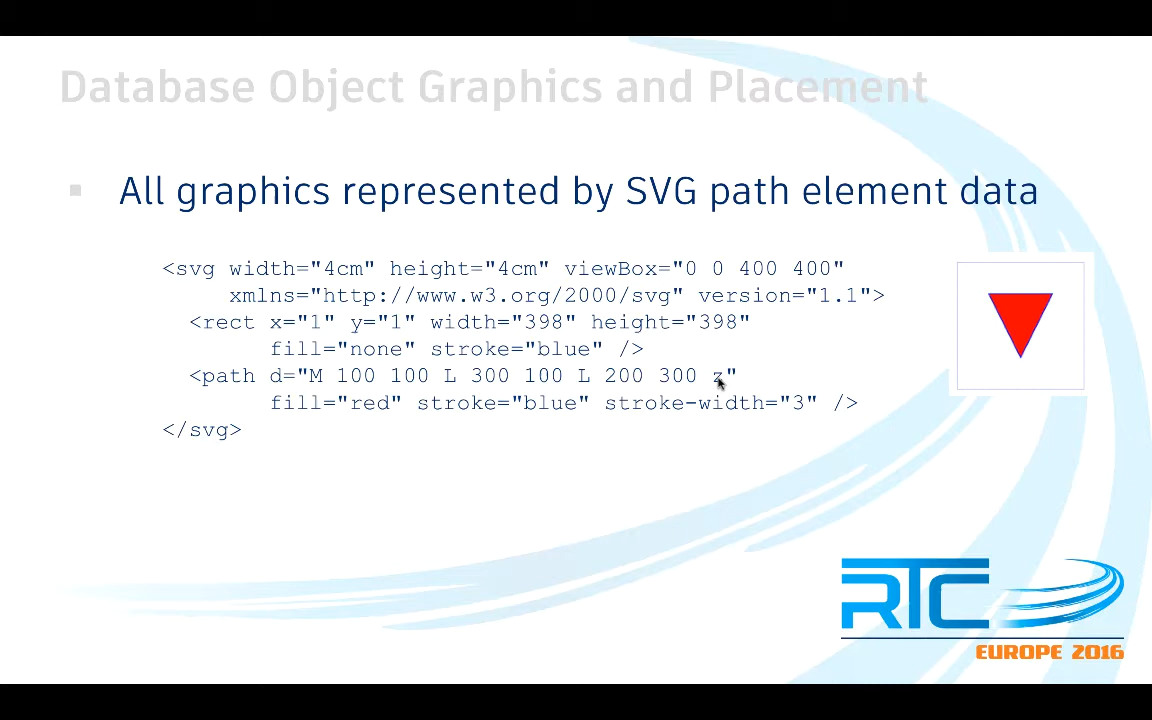 Database Object Graphics and Placement
All graphics represented by SVG path element data
<svg width="4cm" height="4cm" viewBox="0 0 400 400"
xmlns="http://www.w3.org/2000/svg" version="1.1">
<rect x="1" y="1" width="398" height="398"
fill="none" stroke="blue" />
<path d="M 100 100 L 300 100 L 200 300 z"
fill="red" stroke="blue" stroke-width="3" />
</svg>
RTC
EUROPE 2016